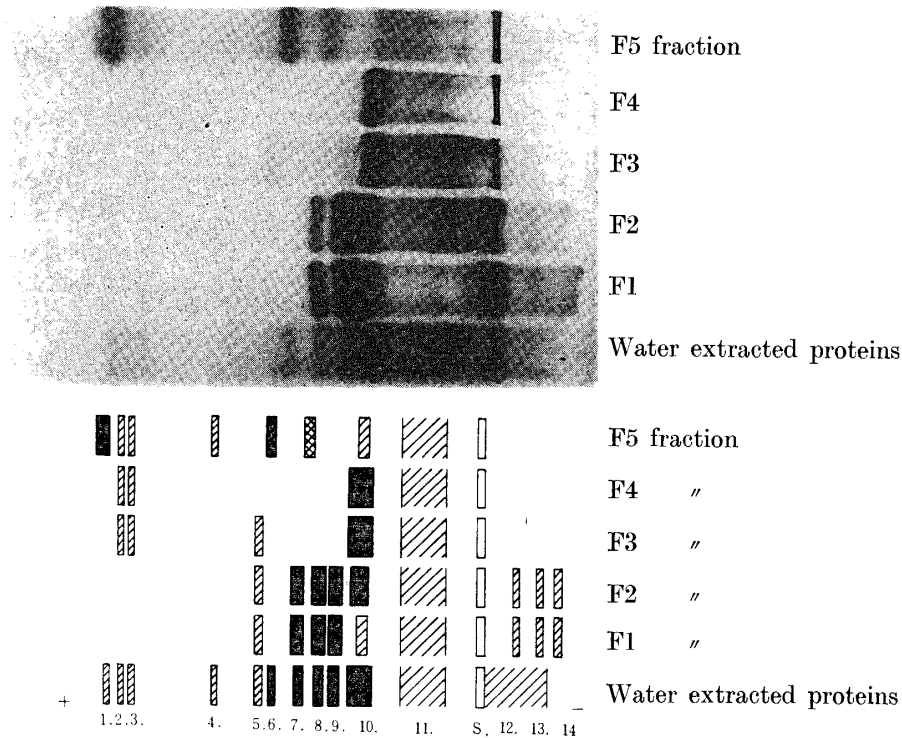 F5 fraction
F4
F3
F2
F1
Water extracted proteins
F5 fraction
F4 〃
F3 〃
F2 〃
F1 〃
+ − Water extracted proteins
1. 2. 3. 4. 5. 6. 7. 8. 9. 10. 11. S, 12. 13. 14